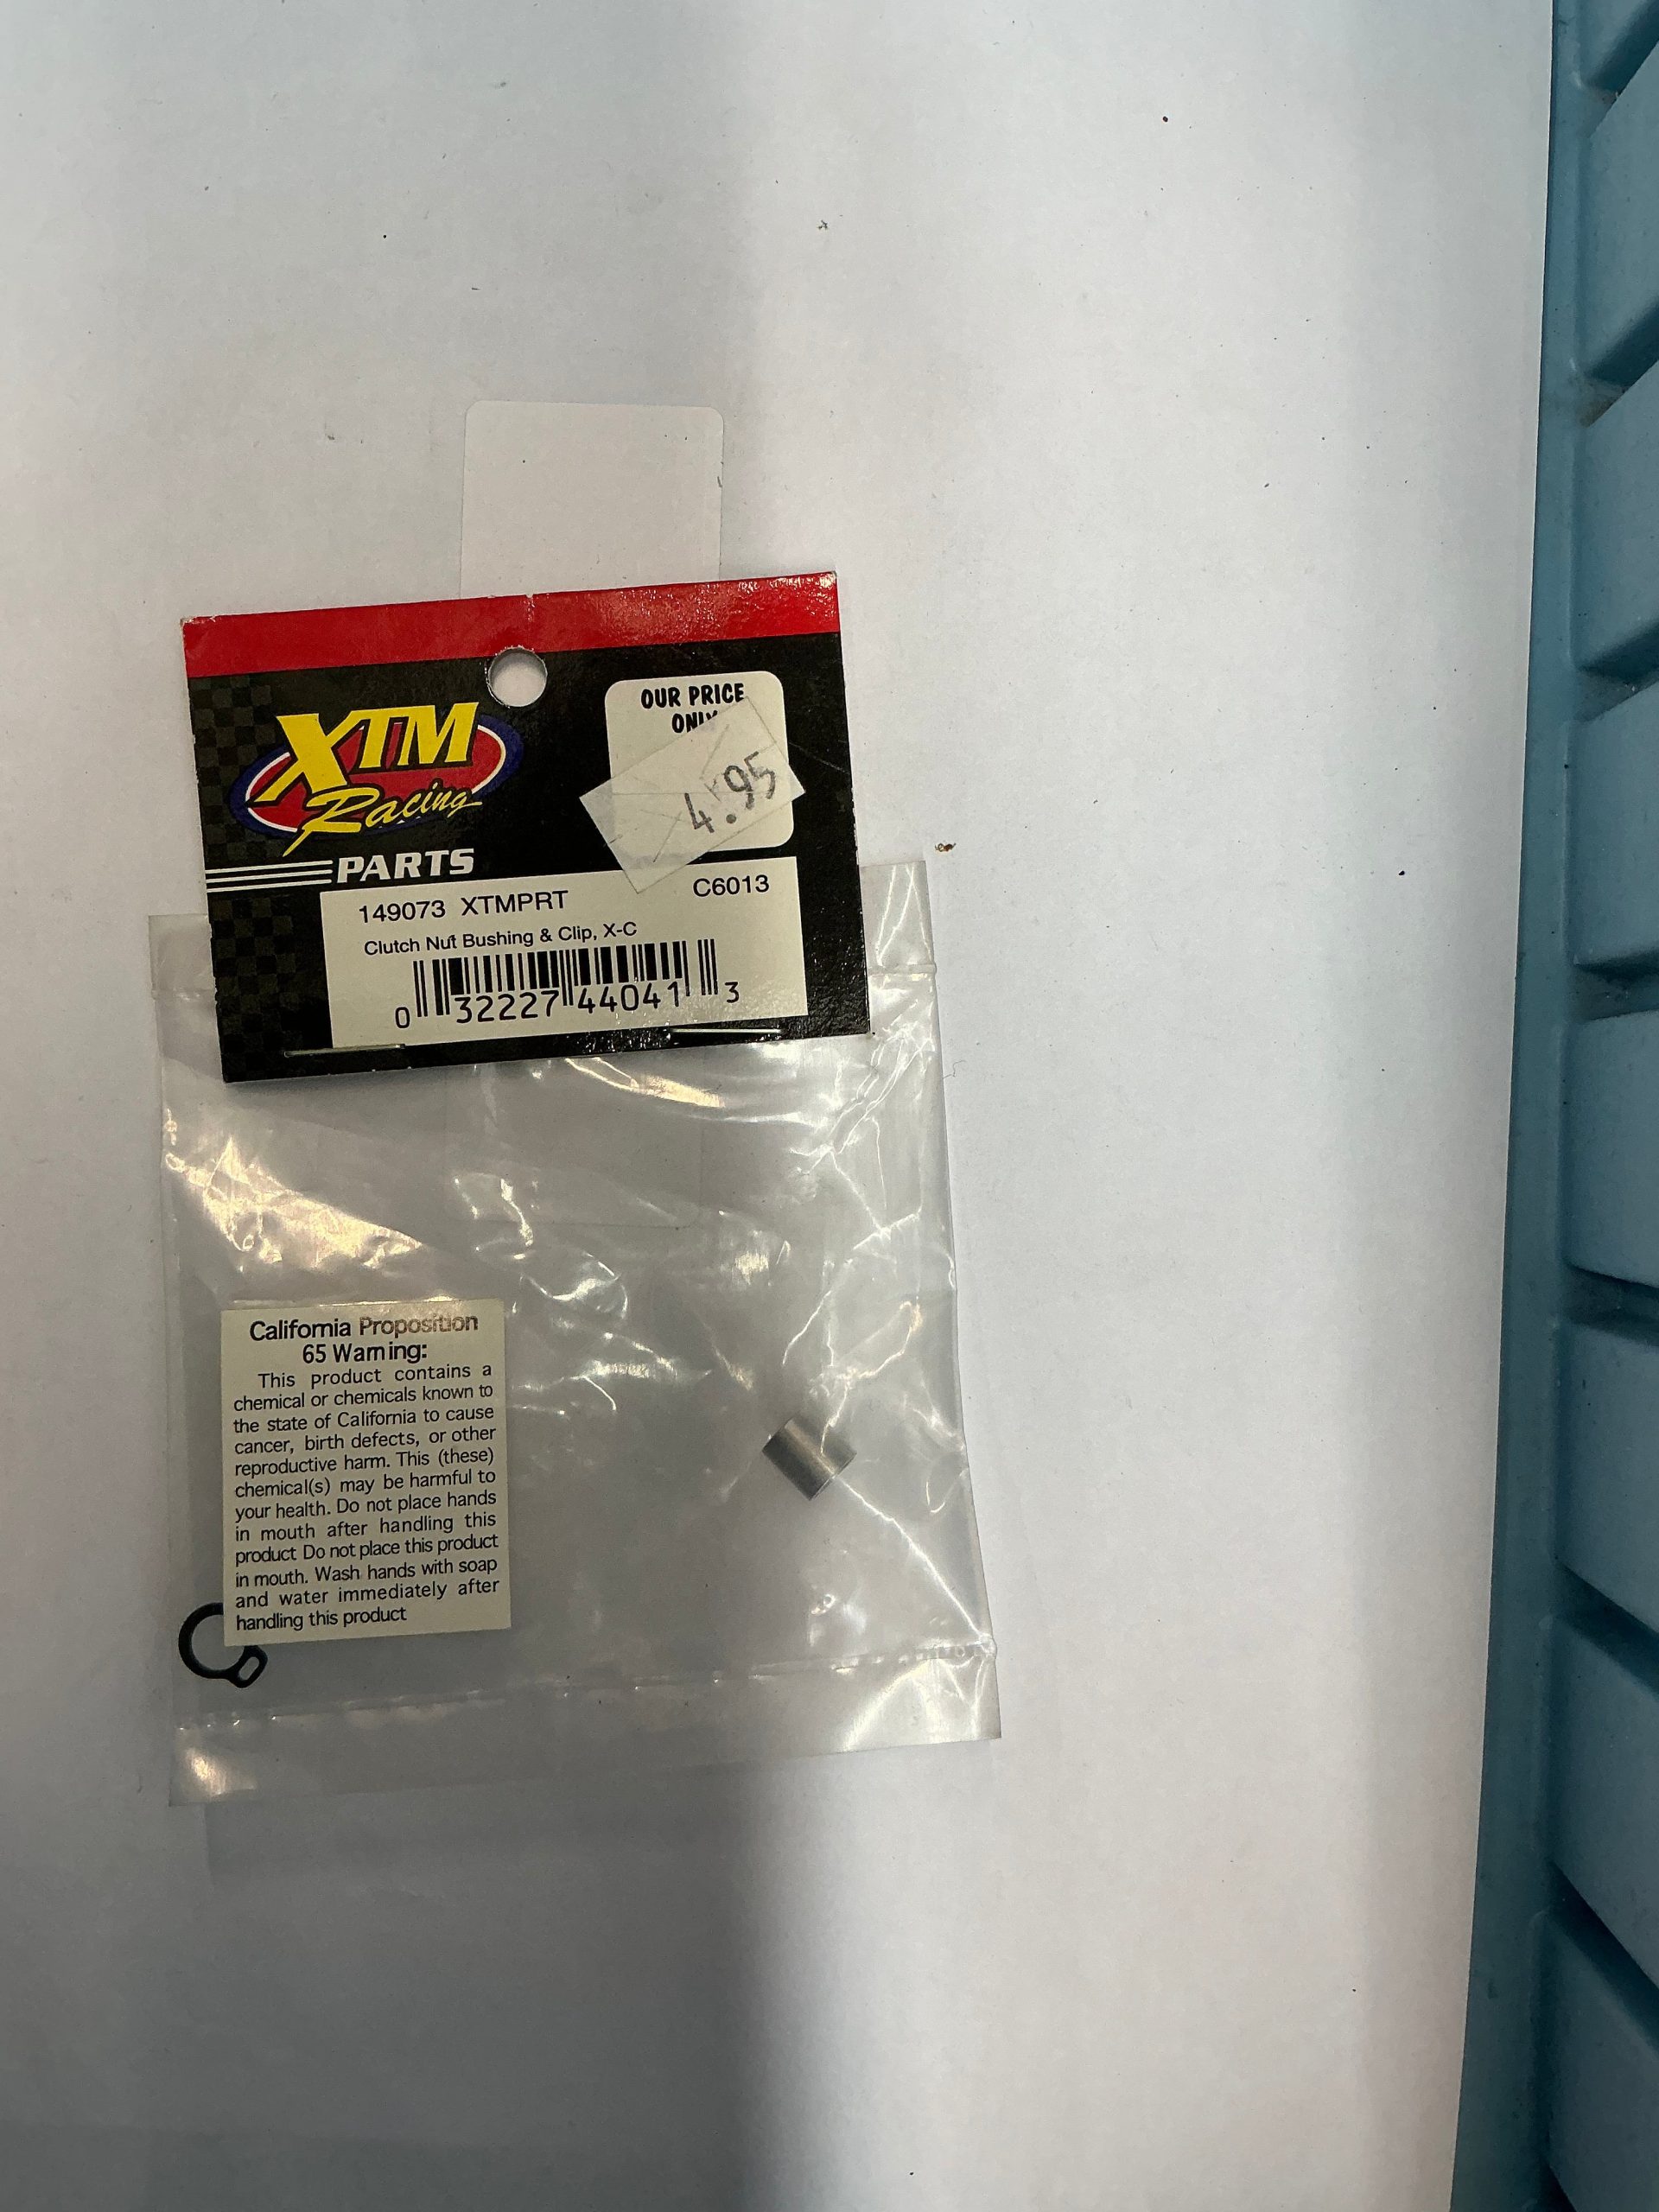 XTM
Racing
PARTS
OUR PRICE
ONLY
4.95
149073 XTMPRT
C6013
Clutch Nut Bushing & Clip, X-C
0 32227 44041 3
California Proposition
65 Warning:
This product contains a
chemical or chemicals known to
the state of California to cause
cancer, birth defects, or other
reproductive harm. This (these)
chemical(s) may be harmful to
your health. Do not place hands
in mouth after handling this
product Do not place this product
in mouth. Wash hands with soap
and water immediately after
handling this product